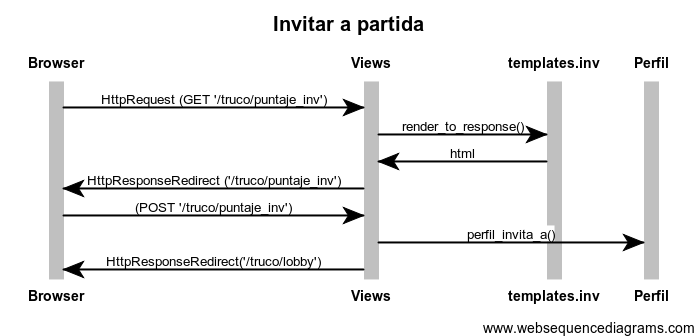 Invitar a partida
Browser Views templates.inv Perfil
HttpRequest (GET '/truco/puntaje_inv')
render_to_response()
html
HttpResponseRedirect ('/truco/puntaje_inv')
(POST '/truco/puntaje_inv')
perfil_invita_a()
HttpResponseRedirect('/truco/lobby')
Browser Views templates.inv Perfil
www.websequencediagrams.com